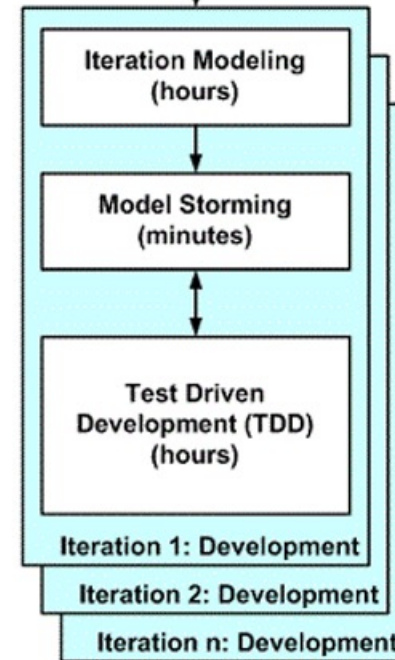 Iteration Modeling
(hours)
Model Storming
(minutes)
Test Driven
Development (TDD)
(hours)
Iteration 1: Development
Iteration 2: Development
Iteration n: Development